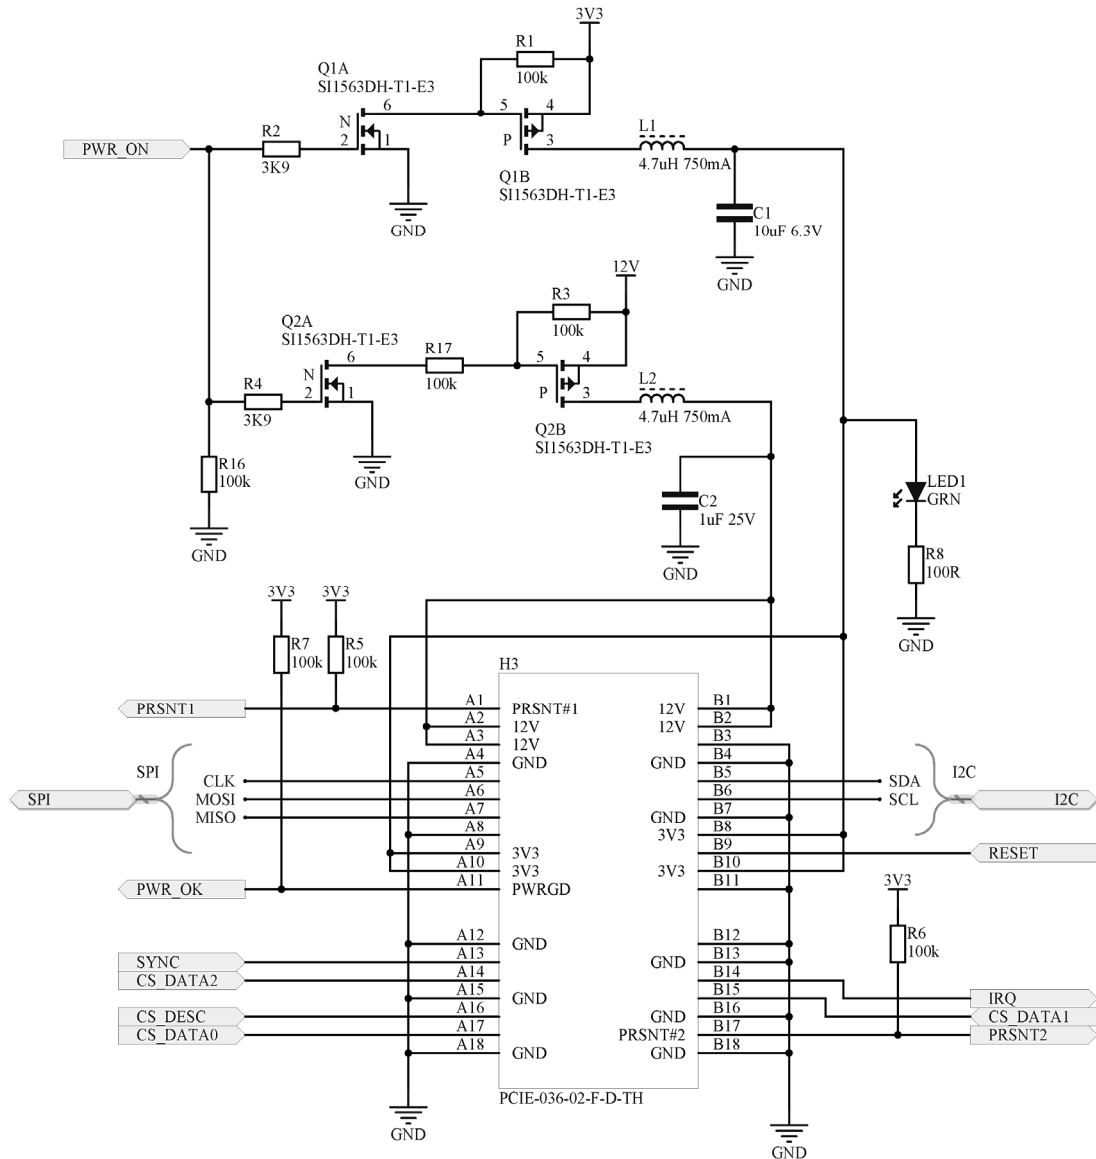 3V3
R1
100k
Q1A
SI1563DH-T1-E3
6
5
4
N
P
2
1
3
PWR_ON
R2
3K9
L1
4.7uH 750mA
Q1B
SI1563DH-T1-E3
GND
C1
10uF 6.3V
GND
12V
R3
100k
Q2A
SI1563DH-T1-E3
6
R17
100k
5
4
N
P
2
1
3
R4
3K9
L2
4.7uH 750mA
Q2B
SI1563DH-T1-E3
R16
100k
GND
GND
C2
1uF 25V
GND
LED1
GRN
R8
100R
GND
3V3
3V3
R7
100k
R5
100k
H3
PRSNT1
A1
PRSNT#1
12V
B1
A2
12V
12V
B2
A3
12V
B3
A4
GND
GND
B4
SPI
SPI
CLK
A5
B5
SDA
I2C
I2C
MOSI
A6
B6
SCL
MISO
A7
GND
B7
A8
3V3
B8
A9
3V3
B9
RESET
A10
3V3
3V3
B10
PWR_OK
A11
PWRGD
B11
3V3
R6
100k
A12
GND
B12
SYNC
A13
GND
B13
CS_DATA2
A14
B14
IRQ
A15
GND
B15
CS_DATA1
CS_DESC
A16
GND
B16
CS_DATA0
A17
PRSNT#2
B17
PRSNT2
A18
GND
GND
B18
PCIE-036-02-F-D-TH
GND
GND